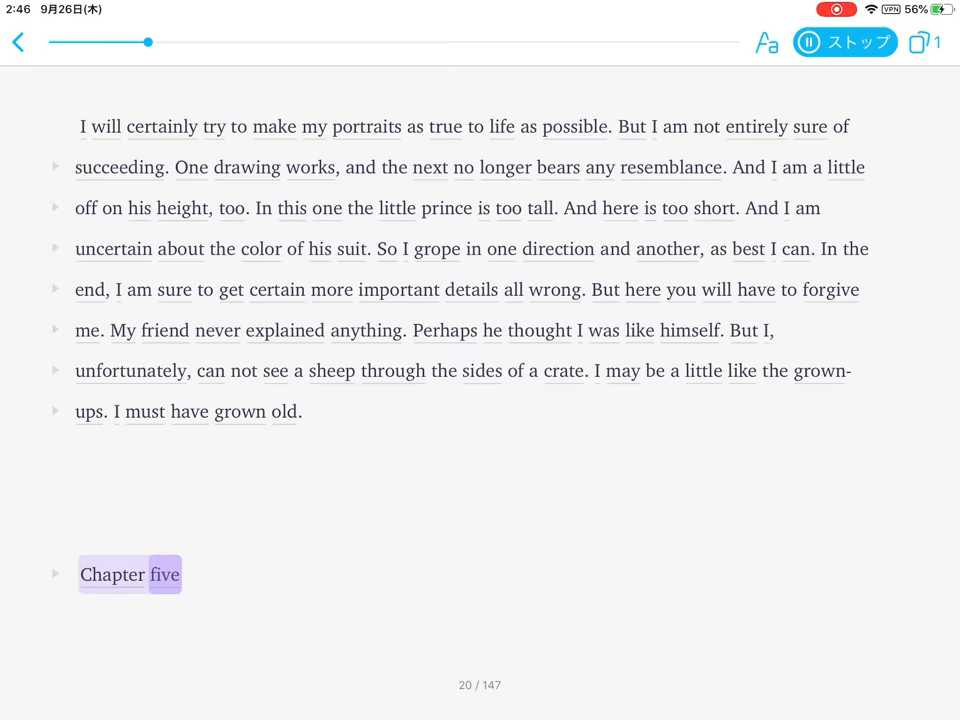 2:46 9月26日(木)
VPN 56%
ストップ 1
I will certainly try to make my portraits as true to life as possible. But I am not entirely sure of
succeeding. One drawing works, and the next no longer bears any resemblance. And I am a little
off on his height, too. In this one the little prince is too tall. And here is too short. And I am
uncertain about the color of his suit. So I grope in one direction and another, as best I can. In the
end, I am sure to get certain more important details all wrong. But here you will have to forgive
me. My friend never explained anything. Perhaps he thought I was like himself. But I,
unfortunately, can not see a sheep through the sides of a crate. I may be a little like the grown-
ups. I must have grown old.
Chapter five
20 / 147